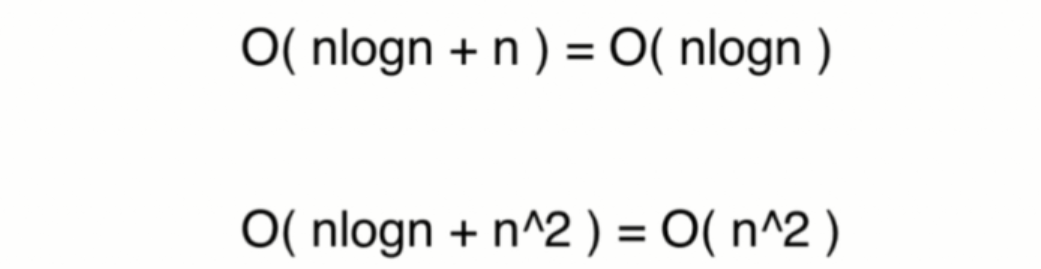 O( nlogn + n ) = O( nlogn )
O( nlogn + n^2 ) = O( n^2 )